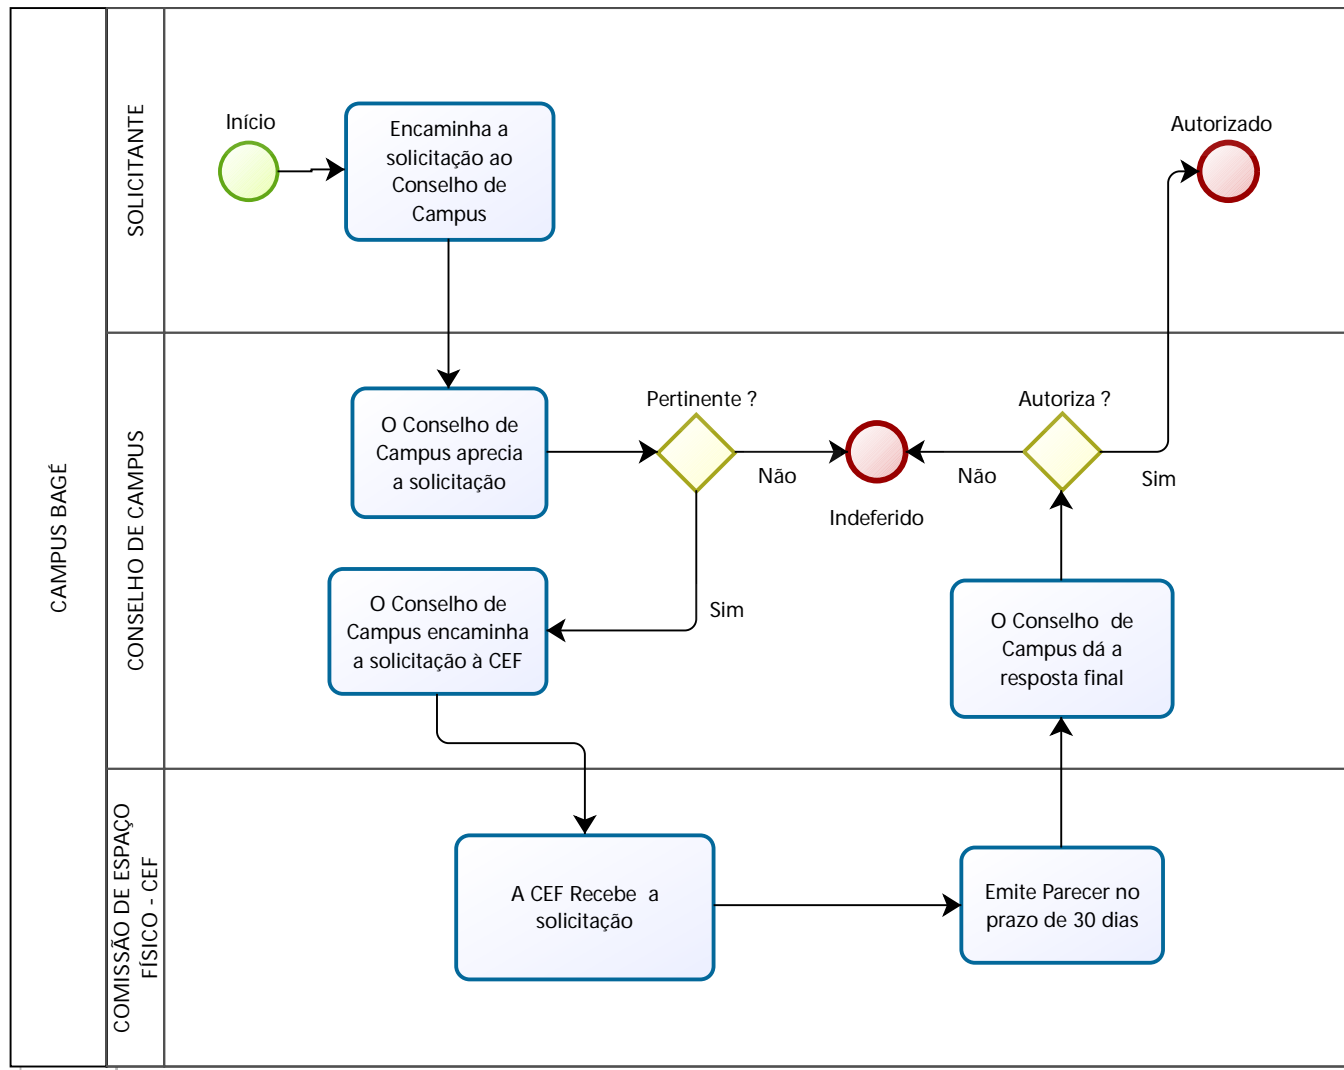 CAMPUS BAGÉ
SOLICITANTE
Início
Encaminha a
solicitação ao
Conselho de
Campus
Autorizado
CONSELHO DE CAMPUS
O Conselho de
Campus aprecia
a solicitação
Pertinente ?
Não
Indeferido
Não
Autoriza ?
Sim
Sim
O Conselho de
Campus encaminha
a solicitação à CEF
O Conselho  de
Campus dá a
resposta final
COMISSÃO DE ESPAÇO
FÍSICO - CEF
A CEF Recebe  a
solicitação
Emite Parecer no
prazo de 30 dias